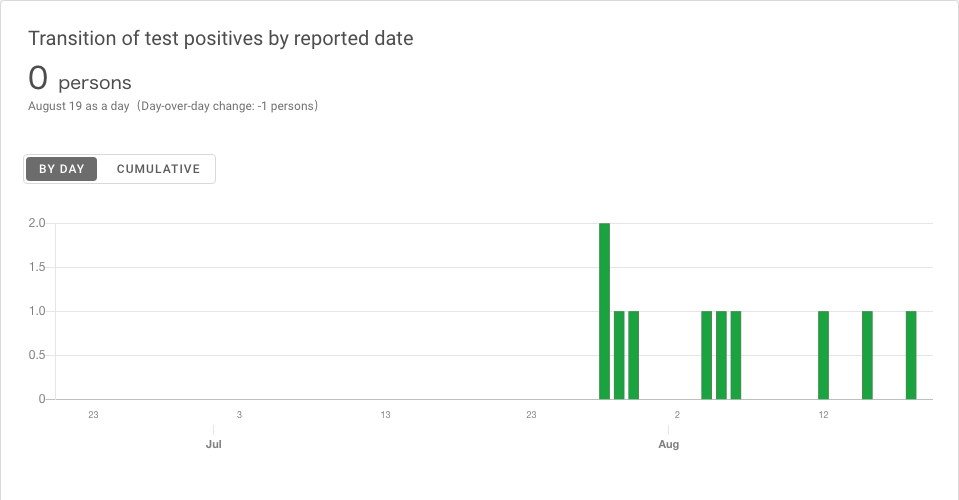 Transition of test positives by reported date
0 persons
August 19 as a day (Day-over-day change: -1 persons)
BY DAY CUMULATIVE
2.0
1.5
1.0
0.5
0
23 3 13 23 2 12
Jul Aug